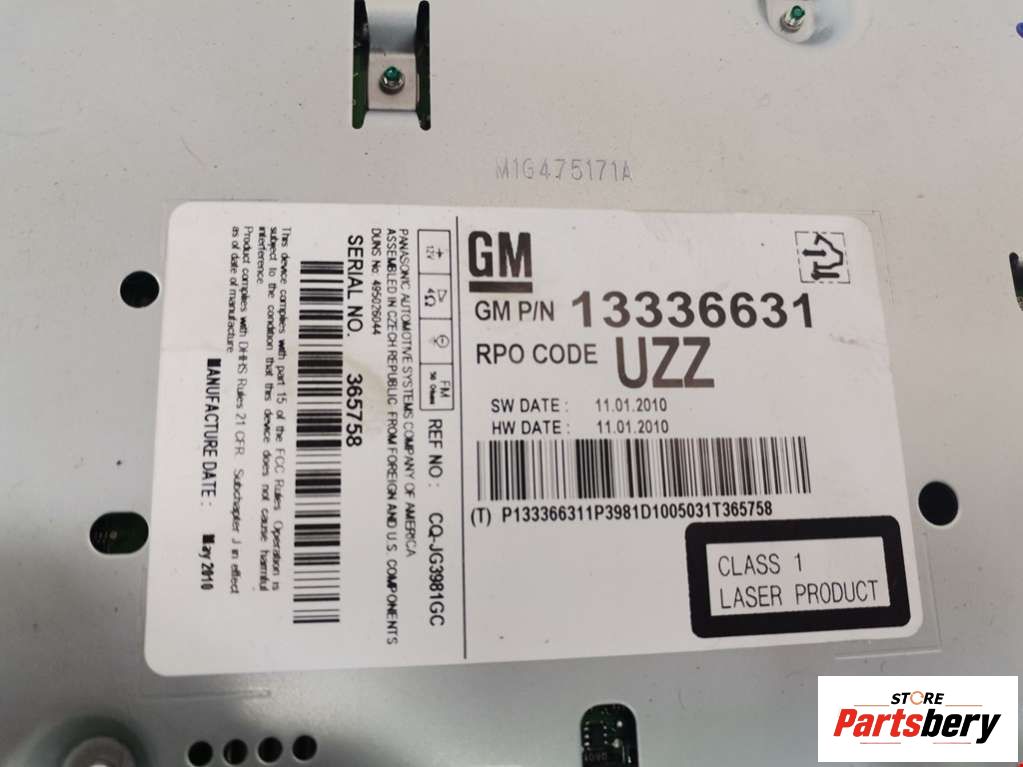 M1G475171A
GM
GM P/N 13336631
RPO CODE UZZ
SW DATE : 11.01.2010
HW DATE : 11.01.2010
(T) P133366311P3981D1005031T365758
CLASS 1
LASER PRODUCT
12V
4Ω
FM
50 Ohms
REF NO : CQ-JG3981GC
PANASONIC AUTOMOTIVE SYSTEMS COMPANY OF AMERICA
ASSEMBLED IN CZECH REPUBLIC FROM FOREIGN AND U.S. COMPONENTS
DUNS No: 495026044
SERIAL NO. 365758
This device complies with part 15 of the FCC Rules. Operation is
subject to the condition that this device does not cause harmful
interference.
Product complies with DHHS Rules 21 CFR. Subchapter J in effect
as of date of manufacture.
MANUFACTURE DATE : May 2010
STORE
Partsbery